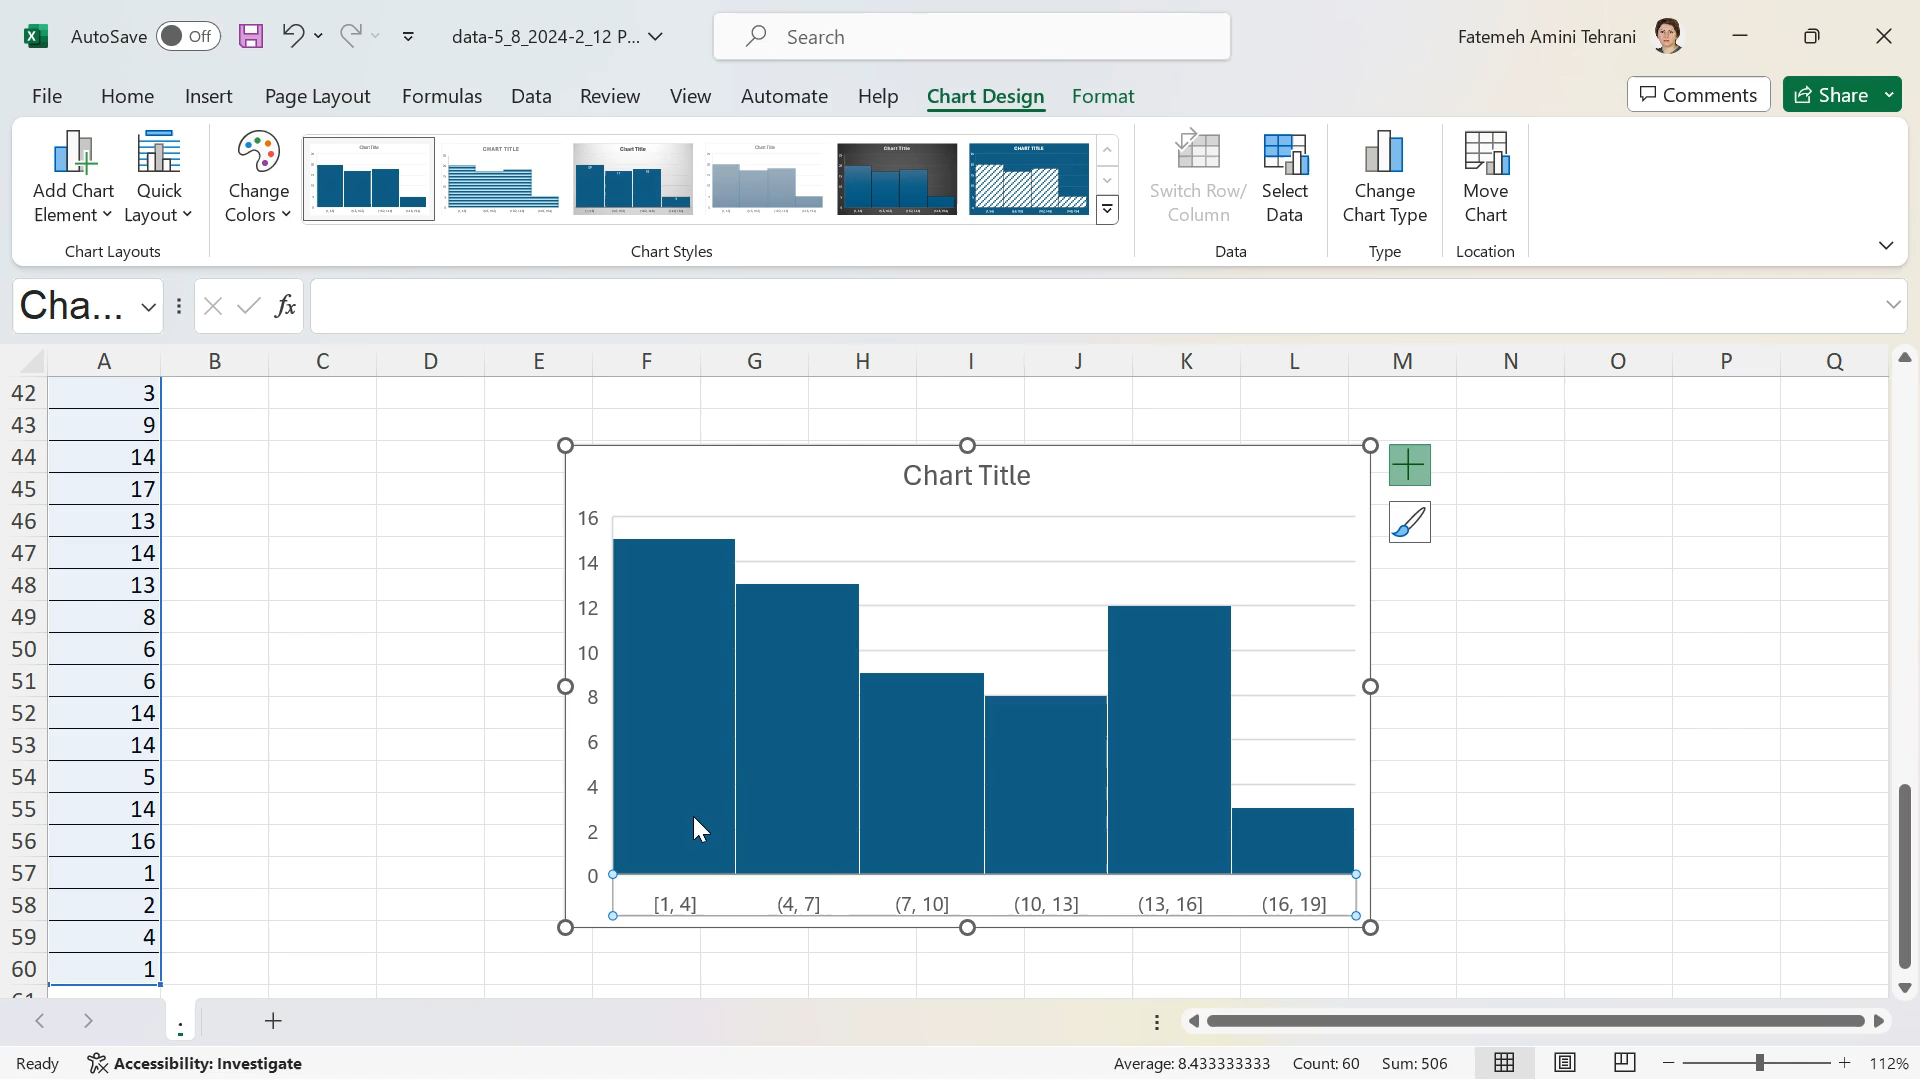 AutoSave Off data-5_8_2024-2_12 P... Search Fatemeh Amini Tehrani
File Home Insert Page Layout Formulas Data Review View Automate Help Chart Design Format Comments Share
Add Chart Element
Quick Layout
Chart Layouts
Change Colors
Chart Styles
Switch Row/ Column
Select Data
Data
Change Chart Type
Type
Move Chart
Location
Cha... fx
A B C D E F G H I J K L M N O P Q
42 3
43 9
44 14
45 17
46 13
47 14
48 13
49 8
50 6
51 6
52 14
53 14
54 5
55 14
56 16
57 1
58 2
59 4
60 1
Chart Title
16
14
12
10
8
6
4
2
0
[1, 4] (4, 7] (7, 10] (10, 13] (13, 16] (16, 19]
.
Ready Accessibility: Investigate Average: 8.433333333 Count: 60 Sum: 506 112%